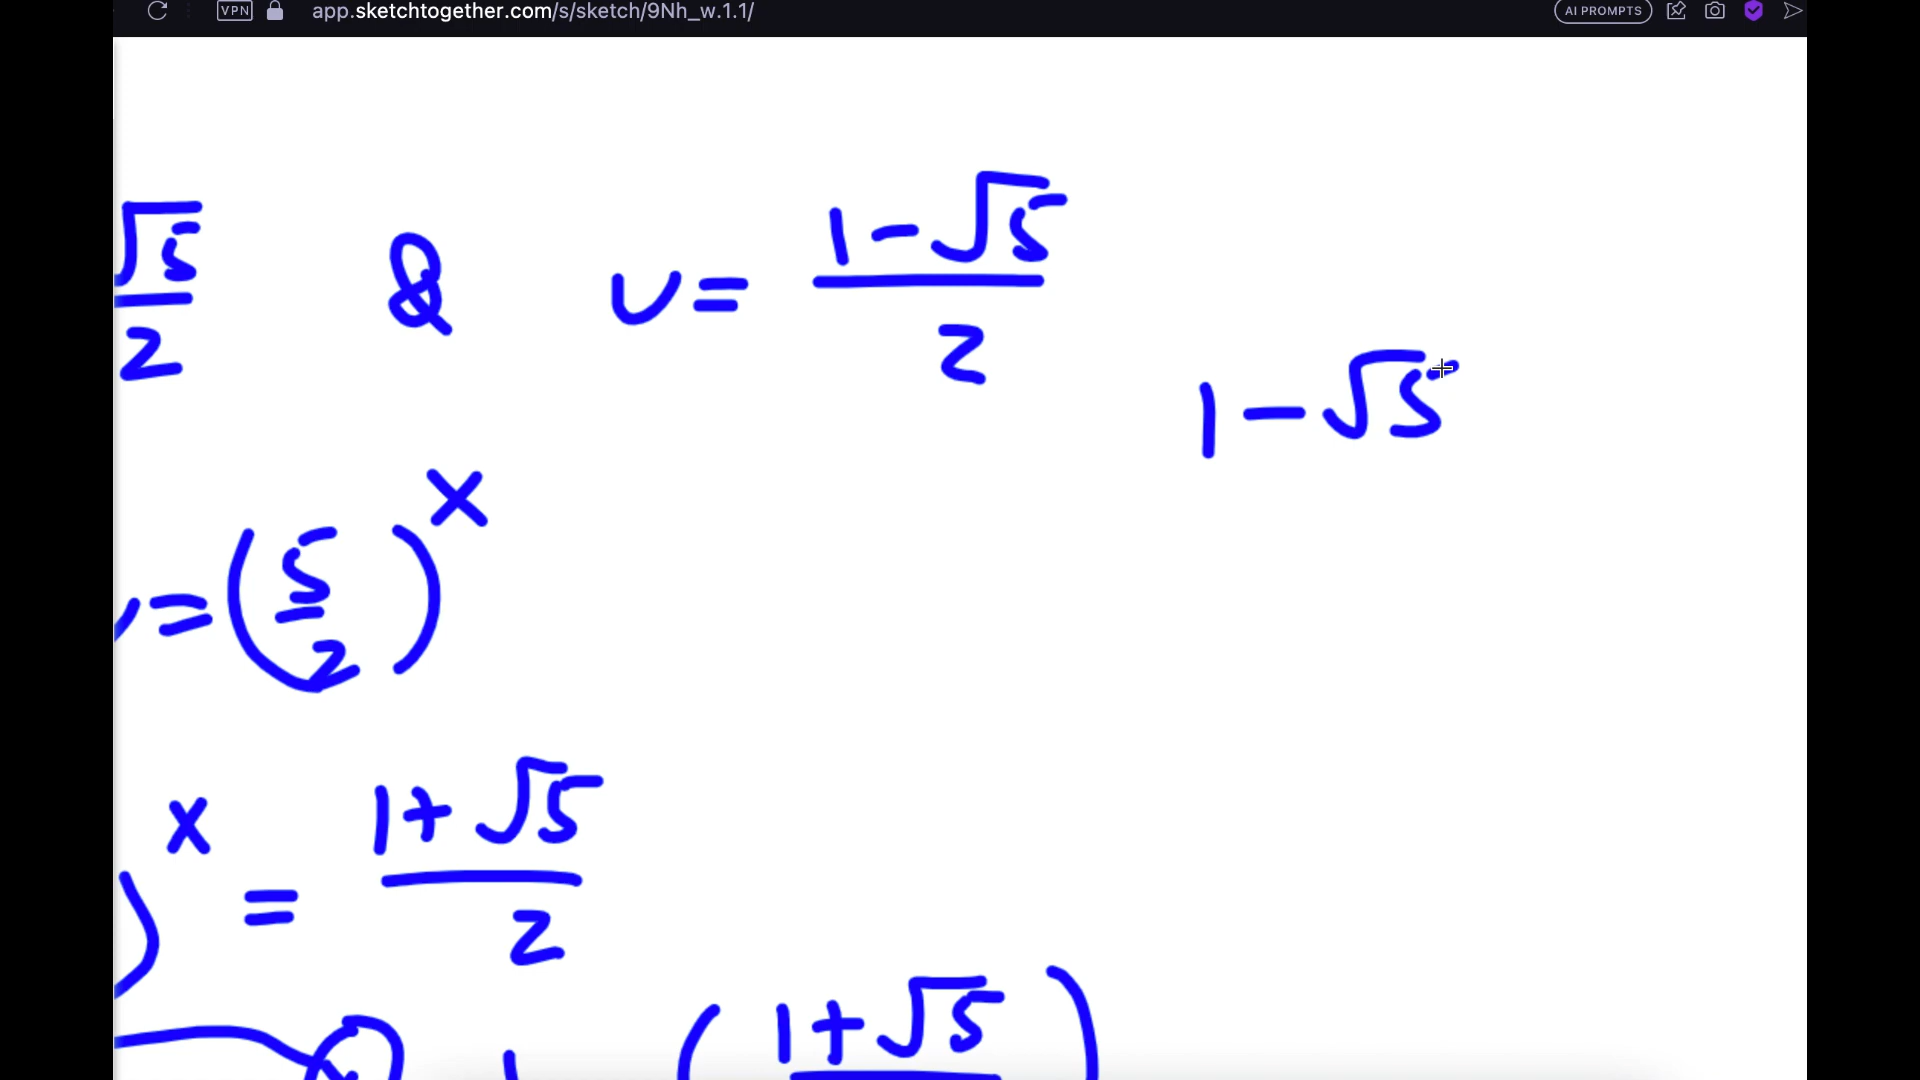 VPN app.sketchtogether.com/s/sketch/9Nh_w.1.1/ AI PROMPTS
√5/2 & u = (1-√5)/2
1-√5
= (5/2)^x
x = (1+√5)/2
(1+√5)